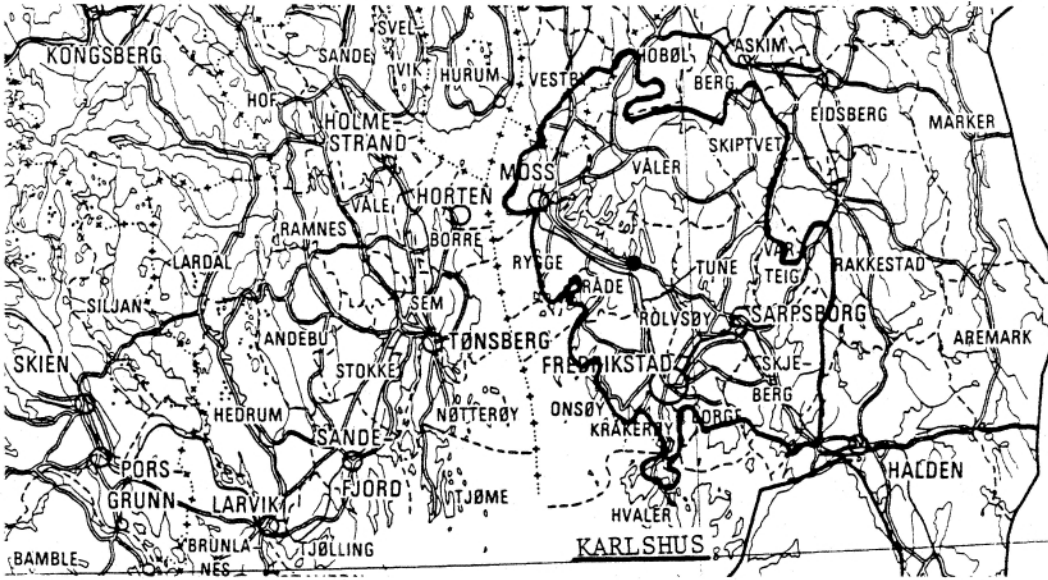 KONGSBERG
SANDE
SVEL-
VIK
HURUM
VESTBY
HOBØL
ASKIM
BERG
EIDSBERG
MARKER
HOF
HOLME-
STRAND
SKIPTVET
MOSS
VÅLER
HORTEN
VÅLE
RAMNES
BORRE
RYGGE
LARDAL
VAR-
TEIG
RAKKESTAD
TUNE
RÅDE
SILJAN
SEM
ROLVSØY
SARPSBORG
ANDEBU
TØNSBERG
AREMARK
SKIEN
FREDRIKSTAD
SKJE-
BERG
STOKKE
HEDRUM
NØTTERØY
ONSØY
BORGE
KRÅKERØY
SANDE-
FJORD
PORS-
GRUNN
LARVIK
HALDEN
TJØME
HVALER
BAMBLE
BRUNLA-
NES
TJØLLING
KARLSHUS